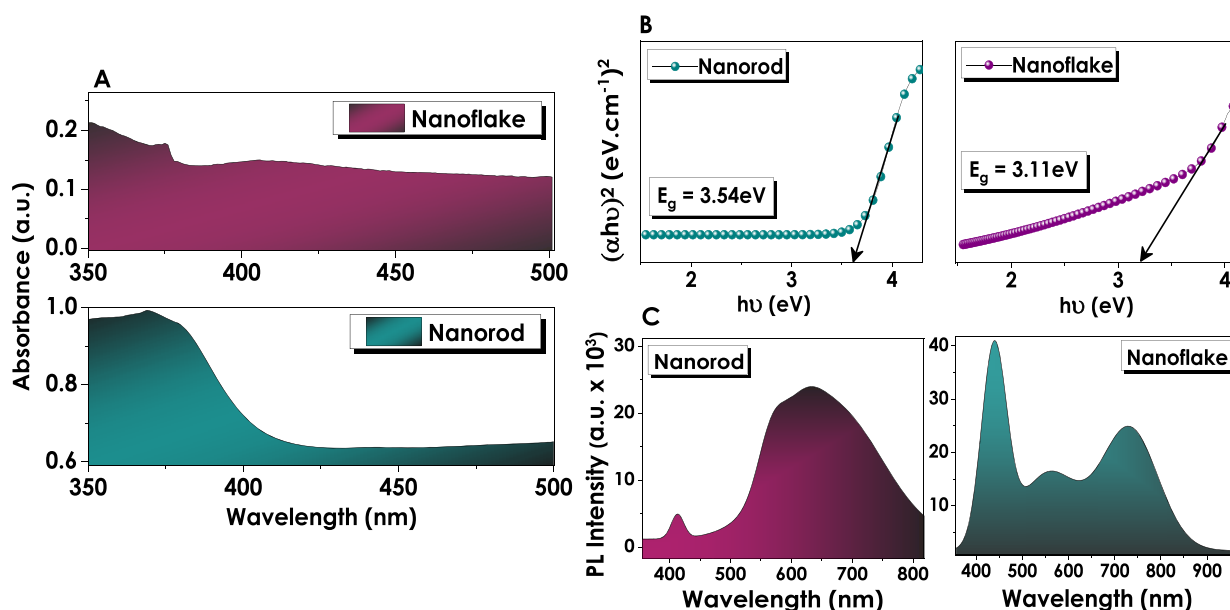 A
Nanoflake
0.2
0.1
0.0
350
400
450
500
Absorbance (a.u.)
1.0
Nanorod
0.8
0.6
350
400
450
500
Wavelength (nm)
B
Nanorod
(αhυ)² (eV.cm⁻¹)²
E_g = 3.54eV
2
3
4
hυ (eV)
Nanoflake
E_g = 3.11eV
2
3
4
hυ (eV)
C
30
Nanorod
20
10
0
PL Intensity (a.u. x 10³)
400
500
600
700
800
Wavelength (nm)
40
Nanoflake
30
20
10
400
500
600
700
800
900
Wavelength (nm)